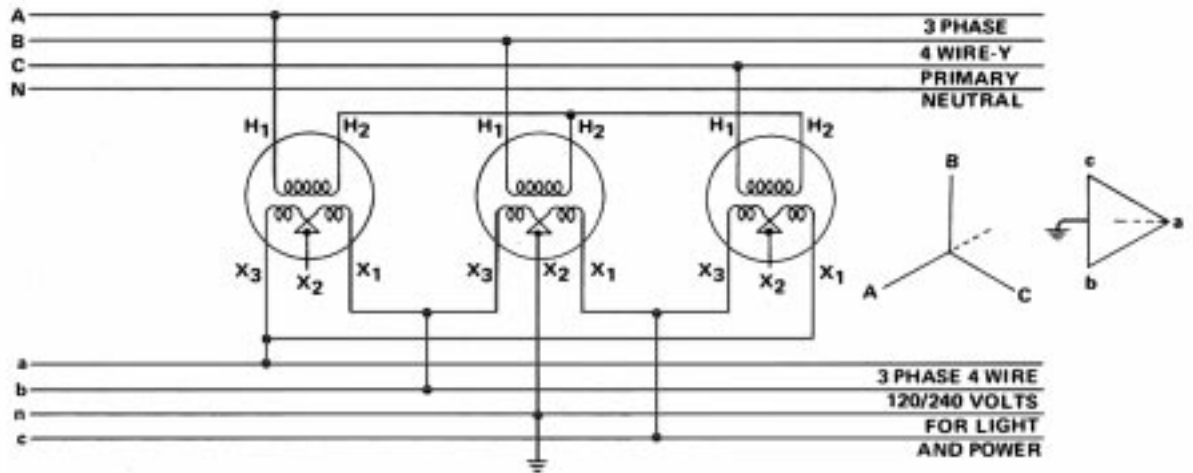 A
B
C
N
3 PHASE
4 WIRE-Y
PRIMARY
NEUTRAL
H1 H2 H1 H2 H1 H2
X3 X2 X1 X3 X2 X1 X3 X2 X1
B
A
C
c
a
b
a
b
n
c
3 PHASE 4 WIRE
120/240 VOLTS
FOR LIGHT
AND POWER